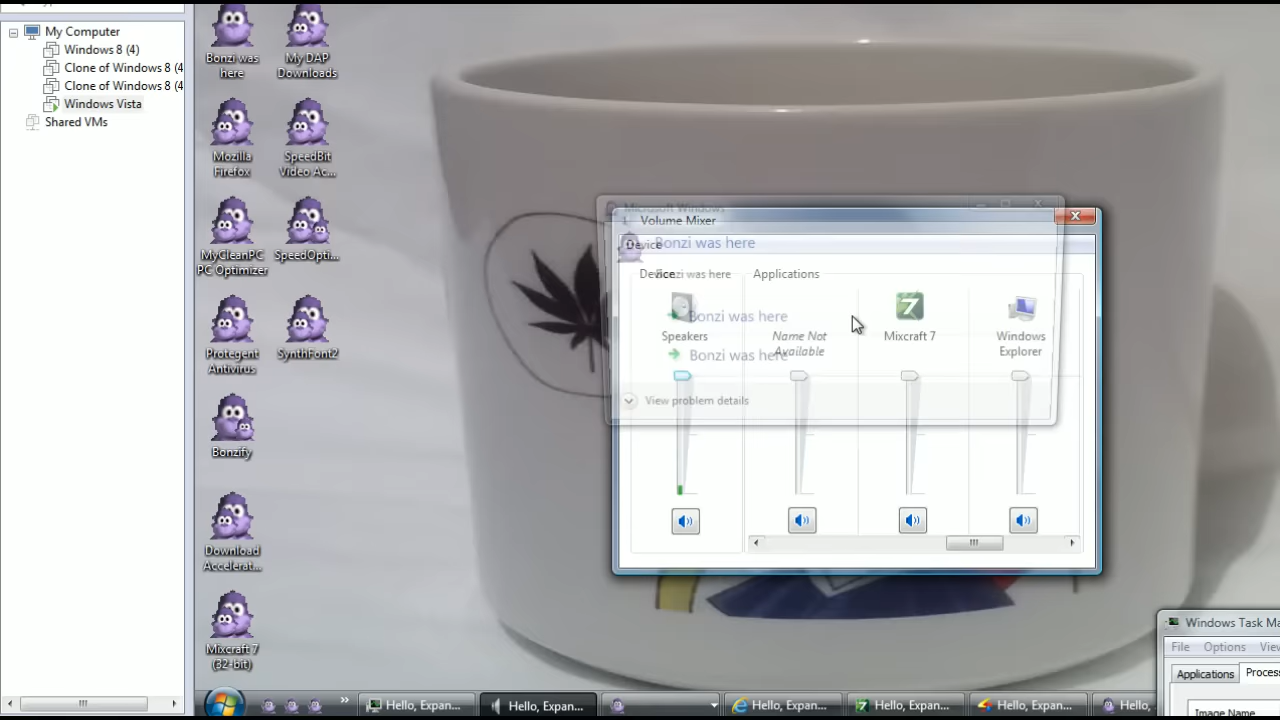 My Computer
Windows 8 (4)
Clone of Windows 8 (4
Clone of Windows 8 (4
Windows Vista
Shared VMs
Bonzi was
here
My DAP
Downloads
Mozilla
Firefox
SpeedBit
Video Ac...
MyCleanPC
PC Optimizer
SpeedOpti...
Protegent
Antivirus
SynthFont2
Bonzify
Download
Accelerat...
Mixcraft 7
(32-bit)
Microsoft Windows
Volume Mixer
Device
Bonzi was here
Device
Bonzi was here
Applications
Bonzi was here
Speakers
Name Not
Available
Mixcraft 7
Windows
Explorer
Bonzi was here
View problem details
Windows Task Ma
File Options View
Applications Process
Image Name
Hello, Expan...
Hello, Expan...
Hello, Expan...
Hello, Expan...
Hello, Expan...
Hello,